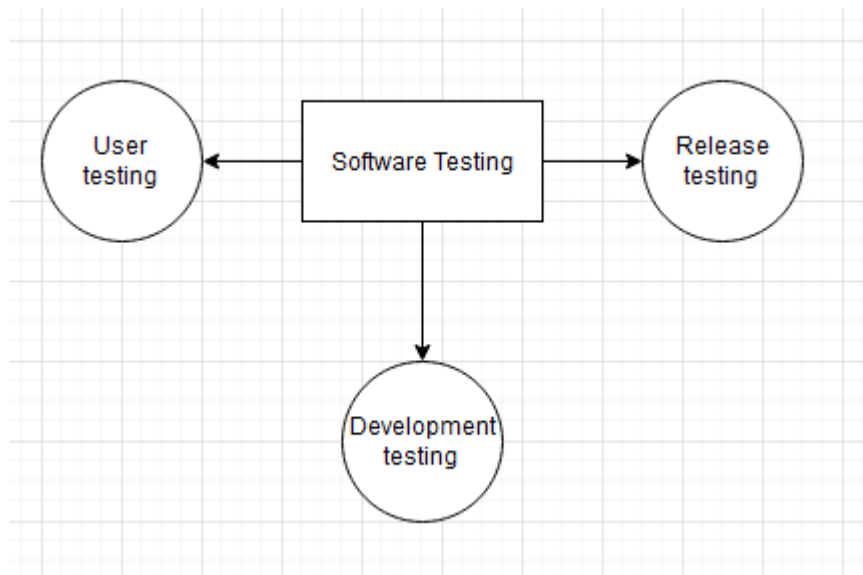 User
testing
Software Testing
Release
testing
Development
testing